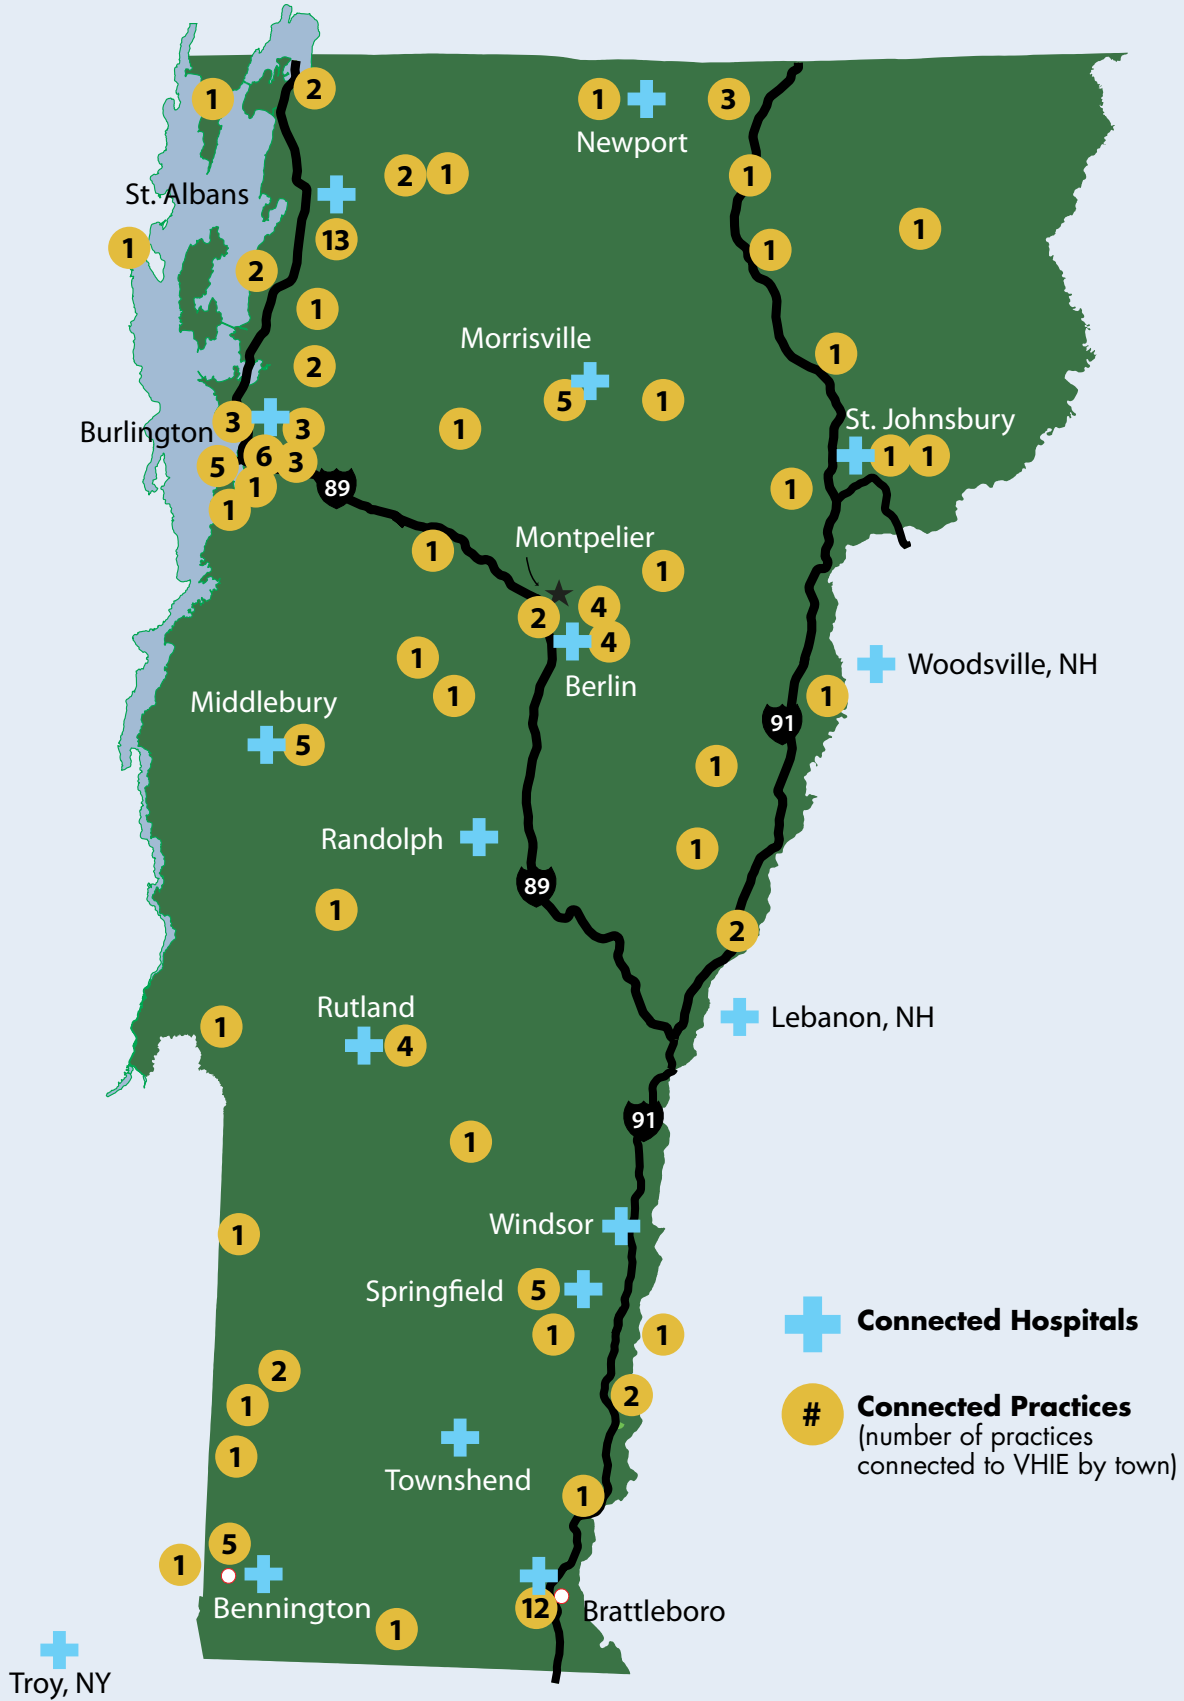 1
2
1
Newport
3
2
1
1
St. Albans
13
1
1
1
2
1
Morrisville
1
2
5
1
3
3
1
St. Johnsbury
Burlington
5
6
3
1
1
1
1
1
89
Montpelier
1
1
2
4
4
Berlin
1
1
Woodsville, NH
1
Middlebury
5
91
1
Randolph
1
89
1
2
Rutland
4
1
Lebanon, NH
91
1
Windsor
1
Springfield
5
1
1
2
1
2
1
Townshend
1
5
1
Bennington
12
Brattleboro
1
Troy, NY
Connected Hospitals
#
Connected Practices
(number of practices
connected to VHIE by town)